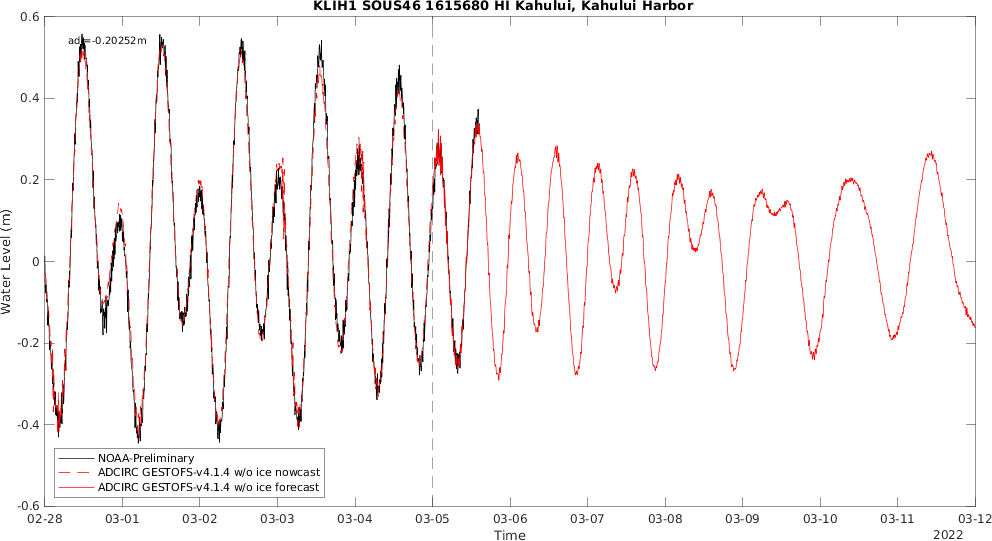 KLIH1 SOUS46 1615680 HI Kahului, Kahului Harbor
adj=-0.20252m
Water Level (m)
0.6
0.4
0.2
0
-0.2
-0.4
-0.6
NOAA-Preliminary
ADCIRC GESTOFS-v4.1.4 w/o ice nowcast
ADCIRC GESTOFS-v4.1.4 w/o ice forecast
02-28 03-01 03-02 03-03 03-04 03-05 03-06 03-07 03-08 03-09 03-10 03-11 03-12
Time
2022